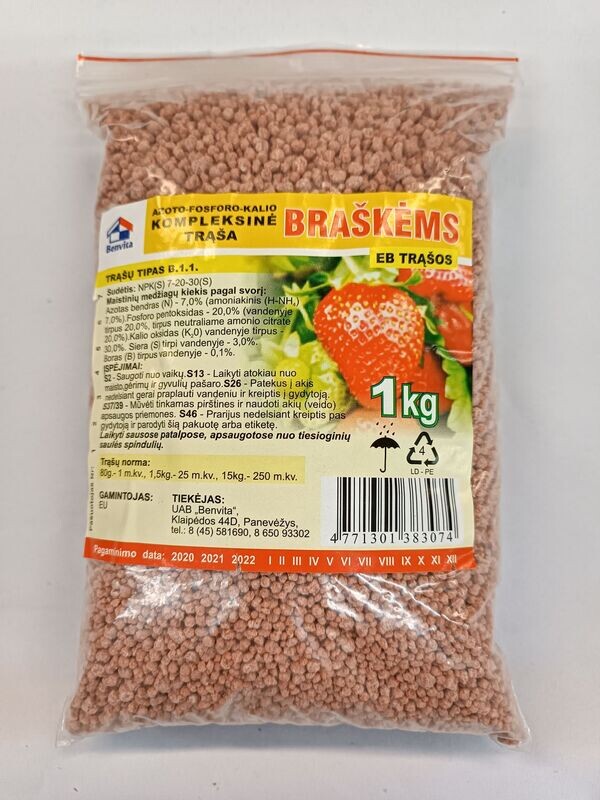 Benvita
AZOTO-FOSFORO-KALIO
KOMPLEKSINĖ
TRĄŠA
BRAŠKĖMS
EB TRĄŠOS
TRĄŠŲ TIPAS B.1.1.
Sudėtis: NPK(S) 7-20-30(S)
Maistinių medžiagų kiekis pagal svorį:
Azotas bendras (N) - 7,0% (amoniakinis (H-NH,)
7,0%).Fosforo pentoksidas - 20,0% (vandenyje
tirpus 20,0%, tirpus neutraliame amonio citrate
20,0%).Kalio oksidas (K,0) vandenyje tirpus -
30,0%. Siera (S) tirpi vandenyje - 3,0%.
Boras (B) tirpus vandenyje - 0,1%.
ĮSPĖJIMAI:
S2 - Saugoti nuo vaikų.S13 - Laikyti atokiau nuo
maisto,gėrimų ir gyvulių pašaro.S26 - Patekus į akis
nedelsiant gerai praplauti vandeniu ir kreiptis į gydytoją.
S37/39 - Mūvėti tinkamas pirštines ir naudoti akių (veido)
apsaugos priemones. S46 - Prarijus nedelsiant kreiptis pas
gydytoją ir parodyti šią pakuotę arba etiketę.
Laikyti sausose patalpose, apsaugotose nuo tiesioginių
saulės spindulių.
1kg
4
LD - PE
Trąšų norma:
80g.- 1 m.kv., 1,5kg.- 25 m.kv., 15kg.- 250 m.kv.
GAMINTOJAS:
EU
TIEKĖJAS:
UAB „Benvita",
Klaipėdos 44D, Panevėžys,
tel.: 8 (45) 581690, 8 650 93302
4 771301 383074
Pagaminimo data: 2020 2021 2022 I II III IV V VI VII VIII IX X XI XII